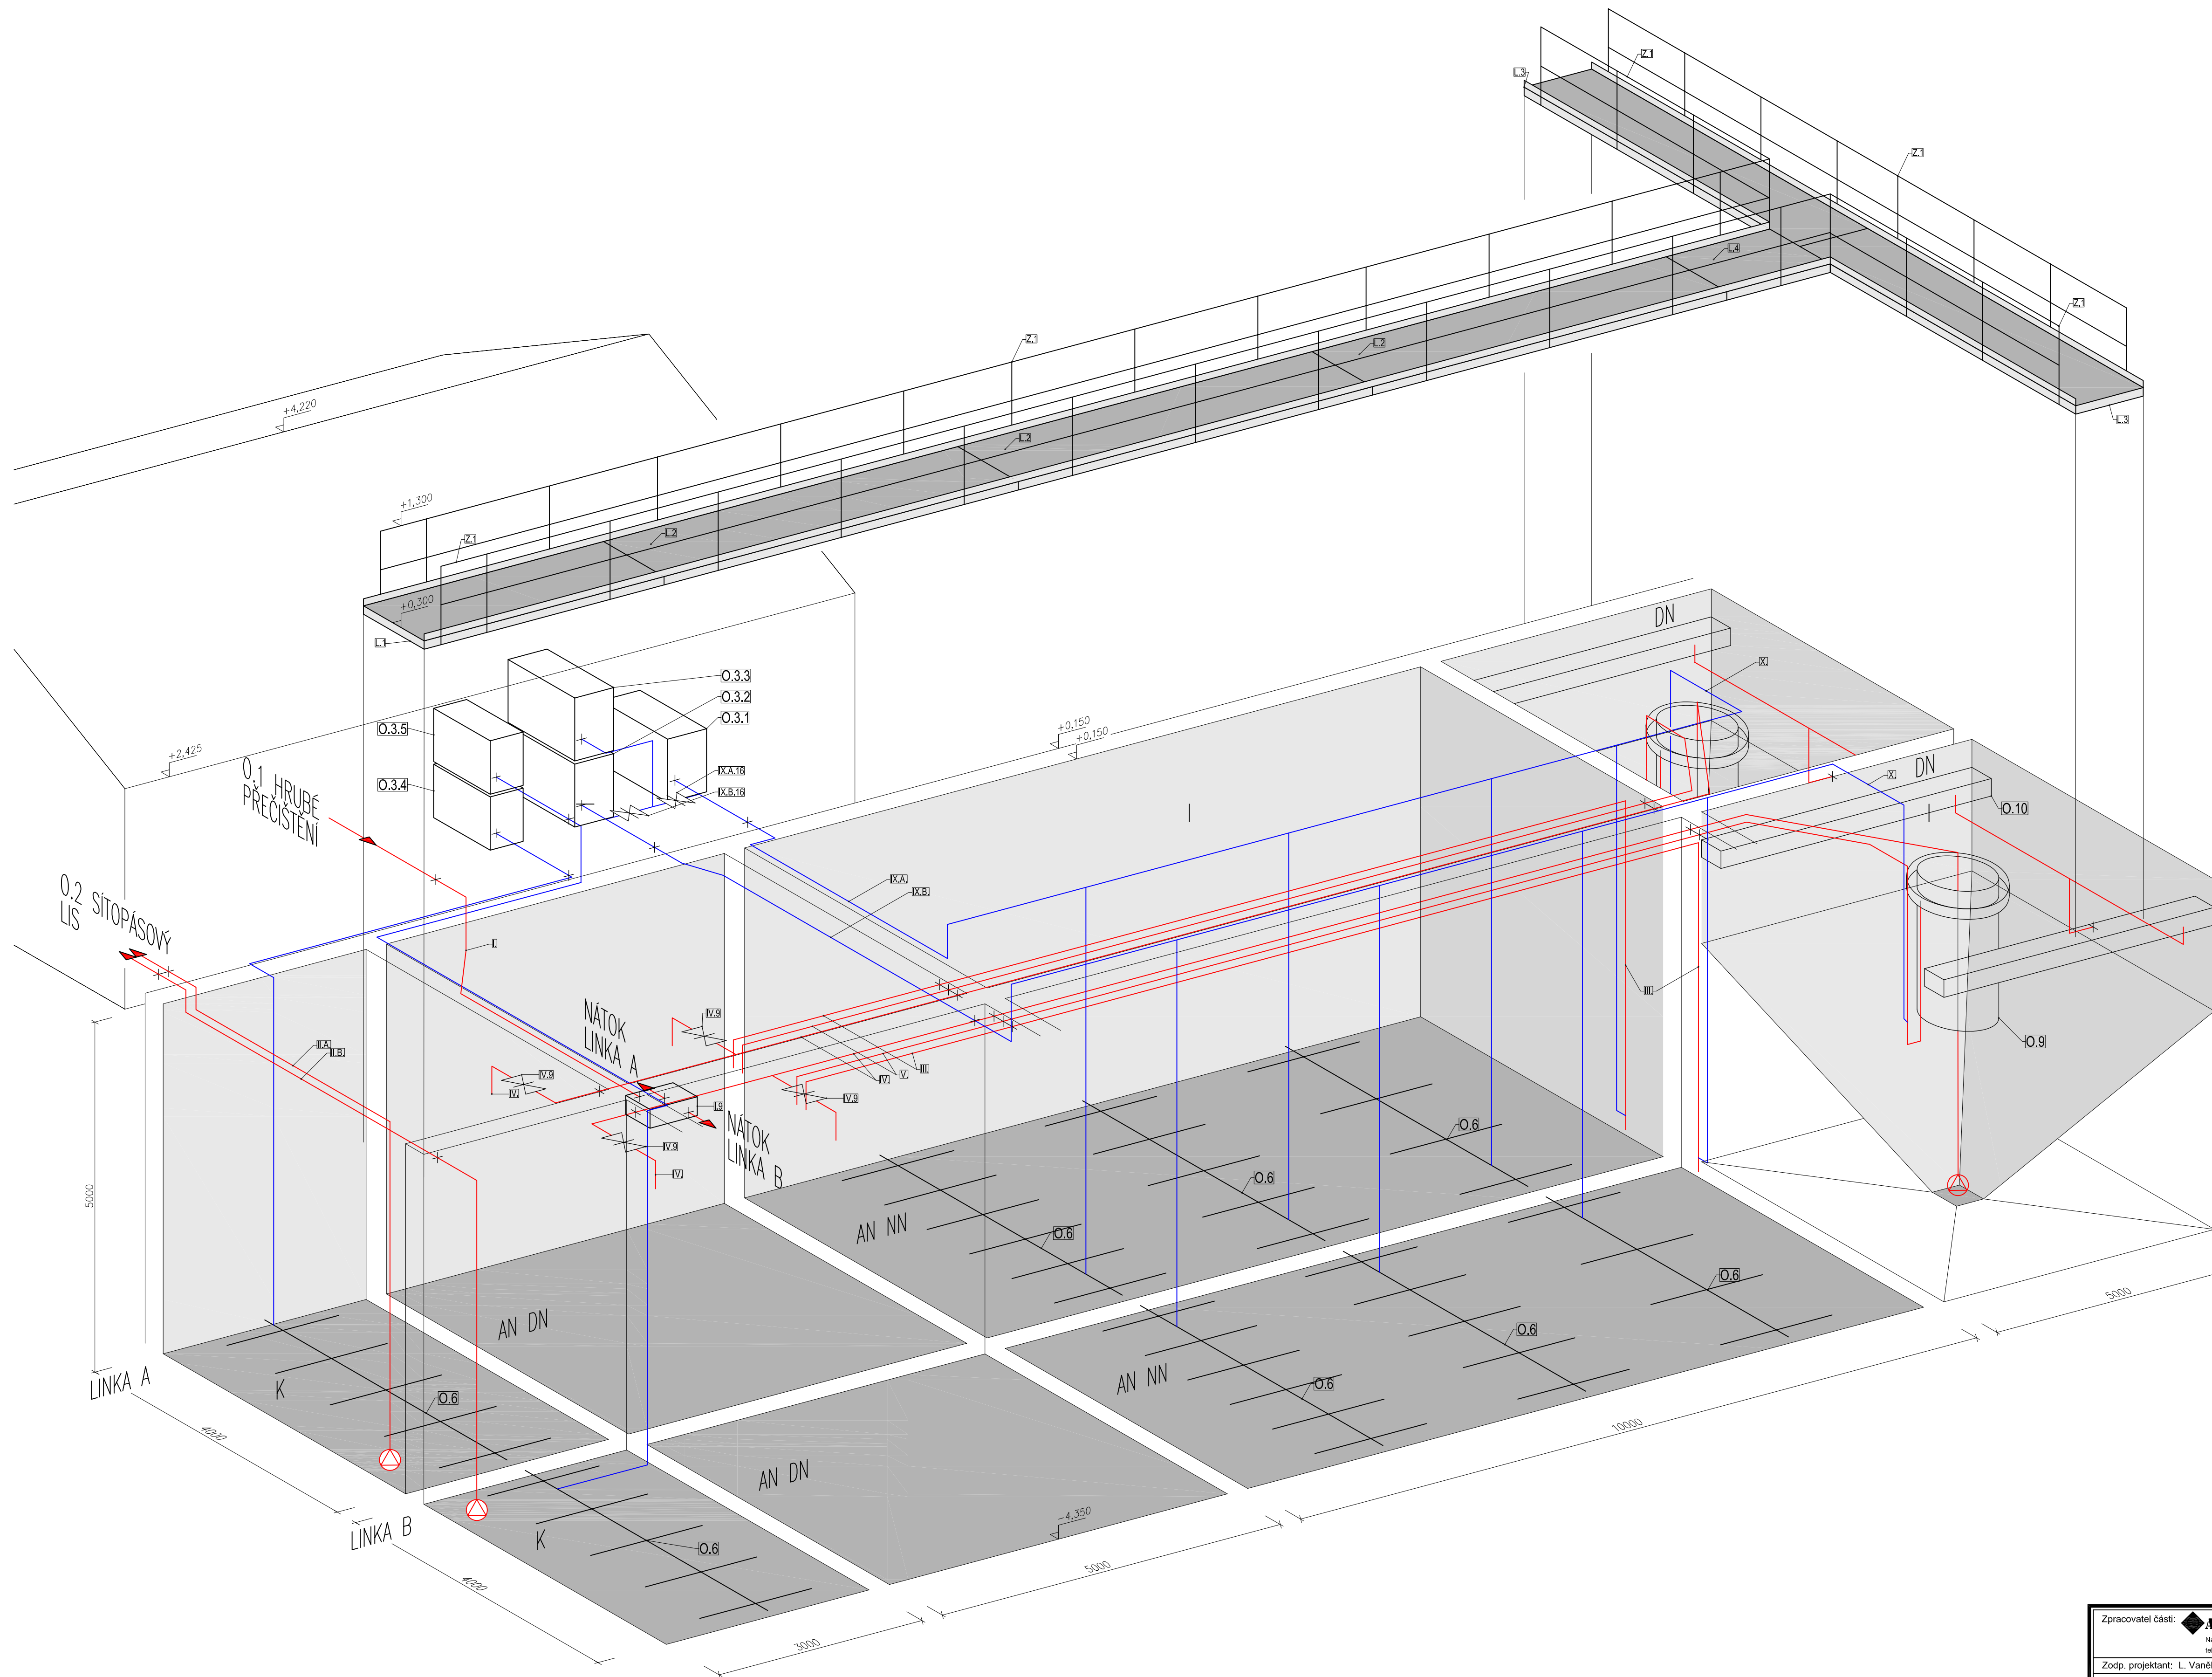 L.3
Z.1
Z.1
L.4
Z.1
Z.1
L.2
L.3
+4,220
L.2
+1,300
Z.1
L.2
+0,300
L.1
DN
X.
O.3.3
O.3.2
O.3.1
O.3.5
+0,150
+0,150
+2,425
O.3.4
IX.A.16
IX.B.16
O.1 HRUBÉ
PŘEČIŠTĚNÍ
DN
X.
I
I
O.10
O.2 SÍTOPÁSOVÝ
LIS
IX.A.
IX.B.
I.
III.
NÁTOK
LINKA A
IV.9
II.A.
II.B.
IV.9
IV.
IV.
V.
III.
IV.9
I.9
NÁTOK
LINKA B
IV.9
IV.
O.9
O.6
O.6
O.6
AN NN
5000
AN DN
O.6
O.6
O.6
AN NN
5000
LINKA A
K
O.6
4000
10000
AN DN
-4,350
LINKA B
K
O.6
4000
5000
3000
Zpracovatel části:
Zodp. projektant: L. Vaně